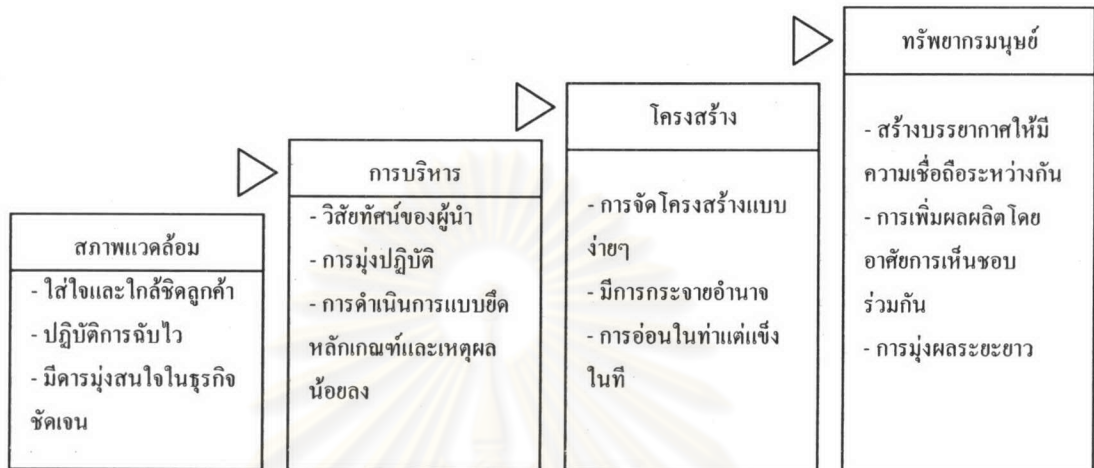 สภาพแวดล้อม
- ใส่ใจและใกล้ชิดลูกค้า
- ปฏิบัติการฉับไว
- มีดารมุ่งสนใจในธุรกิจ
ชัดเจน
การบริหาร
- วิสัยทัศน์ของผู้นำ
- การมุ่งปฏิบัติ
- การดำเนินการแบบยึด
หลักเกณฑ์และเหตุผล
น้อยลง
โครงสร้าง
- การจัดโครงสร้างแบบ
ง่ายๆ
- มีการกระจายอำนาจ
- การอ่อนในท่าแต่แข็ง
ในที
ทรัพยากรมนุษย์
- สร้างบรรยากาศให้มี
ความเชื่อถือระหว่างกัน
- การเพิ่มผลผลิตโดย
อาศัยการเห็นชอบ
ร่วมกัน
- การมุ่งผลระยะยาว